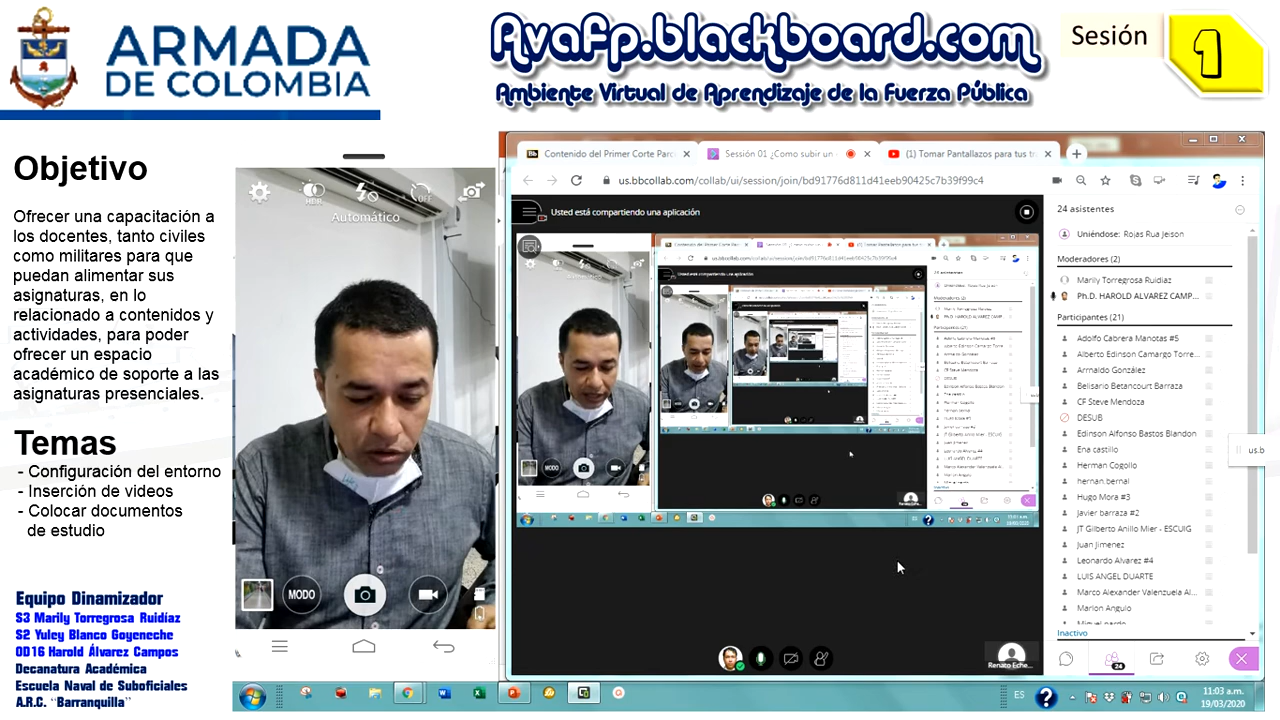 ARMADA
DE COLOMBIA
AvaFp.blackboard.com
Ambiente Virtual de Aprendizaje de la Fuerza Pública
Sesión
1
Objetivo
Ofrecer una capacitación a
los docentes, tanto civiles
como militares para que
puedan alimentar sus
asignaturas, en lo
relacionado a contenidos y
actividades, para poder
ofrecer un espacio
académico de soporte a las
asignaturas presenciales.
Temas
- Configuración del entorno
- Inserción de videos
- Colocar documentos
de estudio
Equipo Dinamizador
S3 Marily Torregrosa Ruidíaz
S2 Yuley Blanco Goyeneche
OD16 Harold Álvarez Campos
Decanatura Académica
Escuela Naval de Suboficiales
A.R.C. "Barranquilla"
HDR
OFF
Automático
MODO
Bb Contenido del Primer Corte Parc
Sesión 01 ¿Como subir un
(1) Tomar Pantallazos para tus tr
us.bbcollab.com/collab/ui/session/join/bd91776d811d41eeb90425c7b39f99c4
Usted está compartiendo una aplicación
MODO
24 asistentes
Uniéndose: Rojas Rua Jeison
Moderadores (2)
Marily Torregrosa Ruidiaz
Ph.D. HAROLD ALVAREZ CAMP...
Participantes (21)
Adolfo Cabrera Manotas #5
Alberto Edinson Camargo Torre...
Arrnaldo González
Belisario Betancourt Barraza
CF Steve Mendoza
DESUB
Edinson Alfonso Bastos Blandon
Ena castillo
Herman Cogollo
hernan.bernal
Hugo Mora #3
Javier barraza #2
JT Gilberto Anillo Mier - ESCUIG
Juan Jimenez
Leonardo Alvarez #4
LUIS ANGEL DUARTE
Marco Alexander Valenzuela Al...
Marlon Angulo
Inactivo
24
us.b
Renato Eche...
ES
11:03 a.m.
19/03/2020